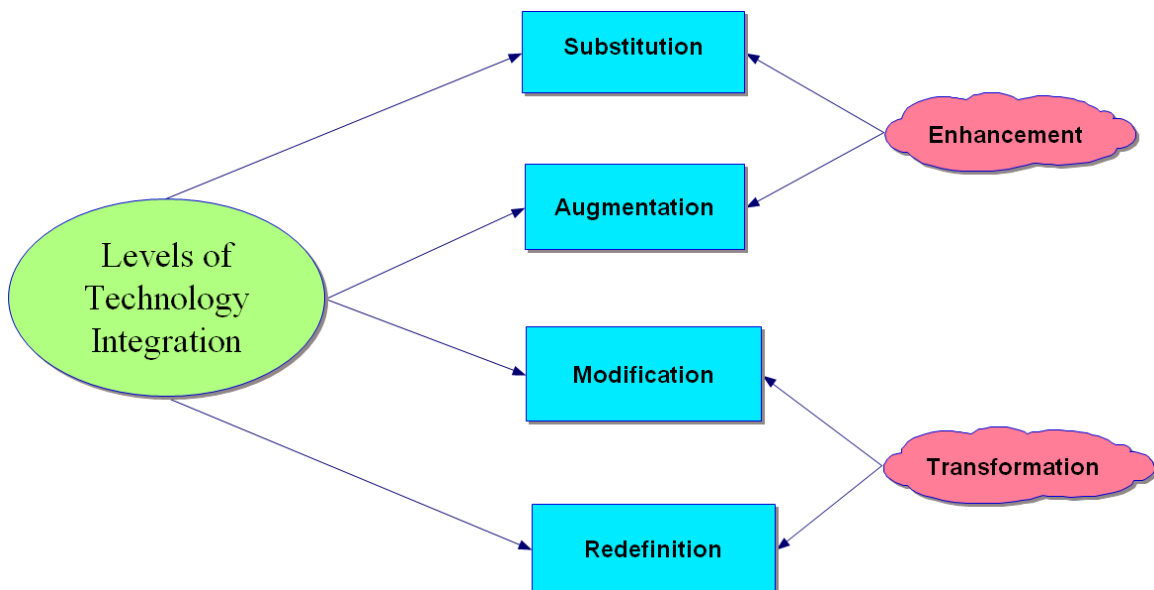 Substitution
Enhancement
Augmentation
Levels of
Technology
Integration
Modification
Transformation
Redefinition